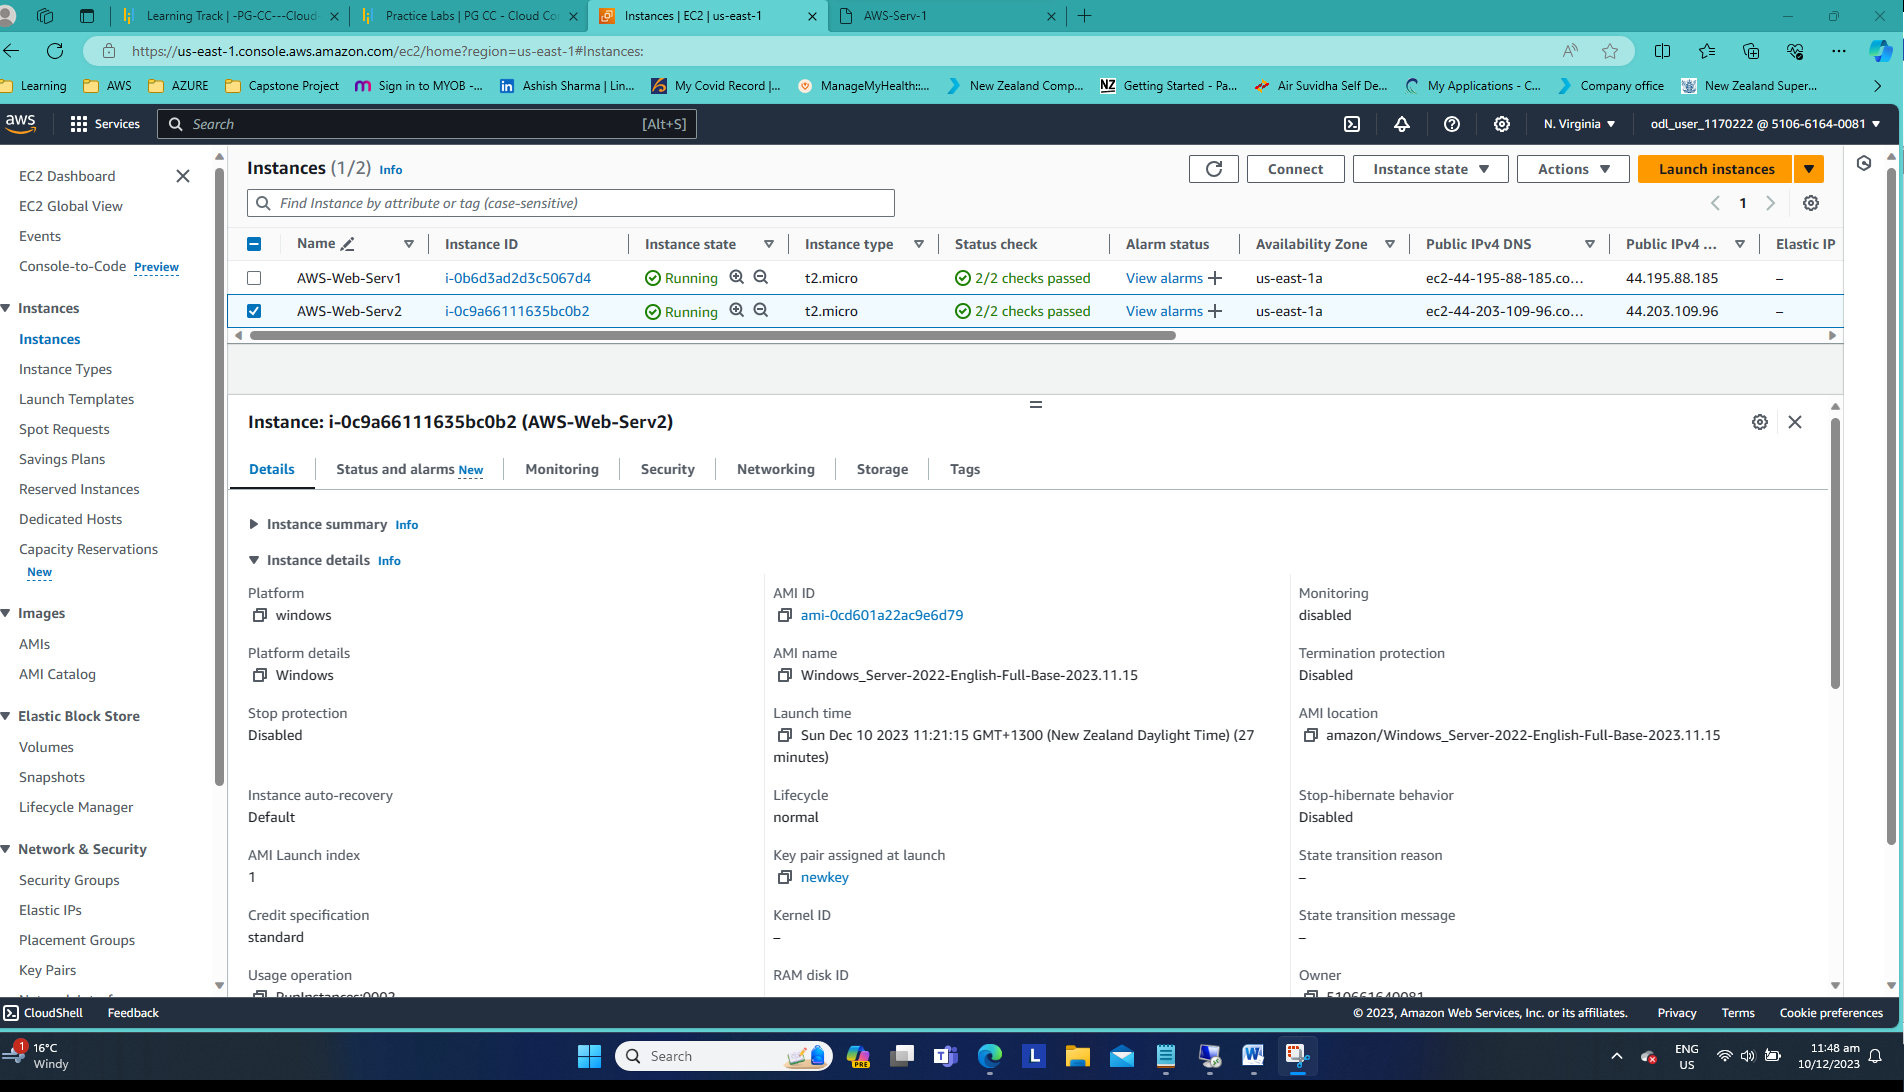 Learning Track | -PG-CC---Cloud-
Practice Labs | PG CC - Cloud Co
Instances | EC2 | us-east-1
AWS-Serv-1
https://us-east-1.console.aws.amazon.com/ec2/home?region=us-east-1#Instances:
Learning
AWS
AZURE
Capstone Project
Sign in to MYOB -...
Ashish Sharma | Lin...
My Covid Record |...
ManageMyHealth::...
New Zealand Comp...
NZ
Getting Started - Pa...
Air Suvidha Self De...
My Applications - C...
Company office
New Zealand Super...
aws
Services
Search
[Alt+S]
N. Virginia
odl_user_1170222 @ 5106-6164-0081
EC2 Dashboard
EC2 Global View
Events
Console-to-Code Preview
Instances
Instances
Instance Types
Launch Templates
Spot Requests
Savings Plans
Reserved Instances
Dedicated Hosts
Capacity Reservations
New
Images
AMIs
AMI Catalog
Elastic Block Store
Volumes
Snapshots
Lifecycle Manager
Network & Security
Security Groups
Elastic IPs
Placement Groups
Key Pairs
Instances (1/2) Info
Connect
Instance state
Actions
Launch instances
Find Instance by attribute or tag (case-sensitive)
1
Name
Instance ID
Instance state
Instance type
Status check
Alarm status
Availability Zone
Public IPv4 DNS
Public IPv4 ...
Elastic IP
AWS-Web-Serv1
i-0b6d3ad2d3c5067d4
Running
t2.micro
2/2 checks passed
View alarms
us-east-1a
ec2-44-195-88-185.co...
44.195.88.185
–
AWS-Web-Serv2
i-0c9a66111635bc0b2
Running
t2.micro
2/2 checks passed
View alarms
us-east-1a
ec2-44-203-109-96.co...
44.203.109.96
–
Instance: i-0c9a66111635bc0b2 (AWS-Web-Serv2)
Details
Status and alarms New
Monitoring
Security
Networking
Storage
Tags
Instance summary Info
Instance details Info
Platform
windows
AMI ID
ami-0cd601a22ac9e6d79
Monitoring
disabled
Platform details
Windows
AMI name
Windows_Server-2022-English-Full-Base-2023.11.15
Termination protection
Disabled
Stop protection
Disabled
Launch time
Sun Dec 10 2023 11:21:15 GMT+1300 (New Zealand Daylight Time) (27
minutes)
AMI location
amazon/Windows_Server-2022-English-Full-Base-2023.11.15
Instance auto-recovery
Default
Lifecycle
normal
Stop-hibernate behavior
Disabled
AMI Launch index
1
Key pair assigned at launch
newkey
State transition reason
–
Credit specification
standard
Kernel ID
–
State transition message
–
Usage operation
RunInstances:0002
RAM disk ID
Owner
510661640081
CloudShell
Feedback
© 2023, Amazon Web Services, Inc. or its affiliates.
Privacy
Terms
Cookie preferences
1
16°C
Windy
Search
PRE
L
ENG
US
11:48 am
10/12/2023